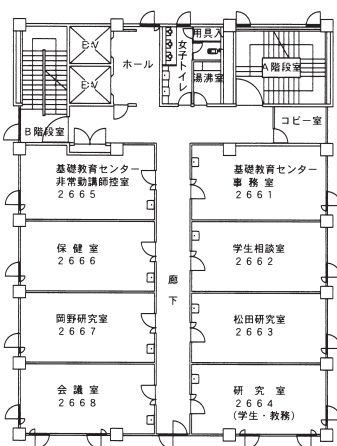 EV
EV
ホール
女子トイレ
用具入
湯沸室
A階段室
B階段室
コピー室
基礎教育センター
非常勤講師控室
2665
基礎教育センター
事務室
2661
保健室
2666
学生相談室
2662
廊下
岡野研究室
2667
松田研究室
2663
会議室
2668
研究室
2664
(学生・教務)